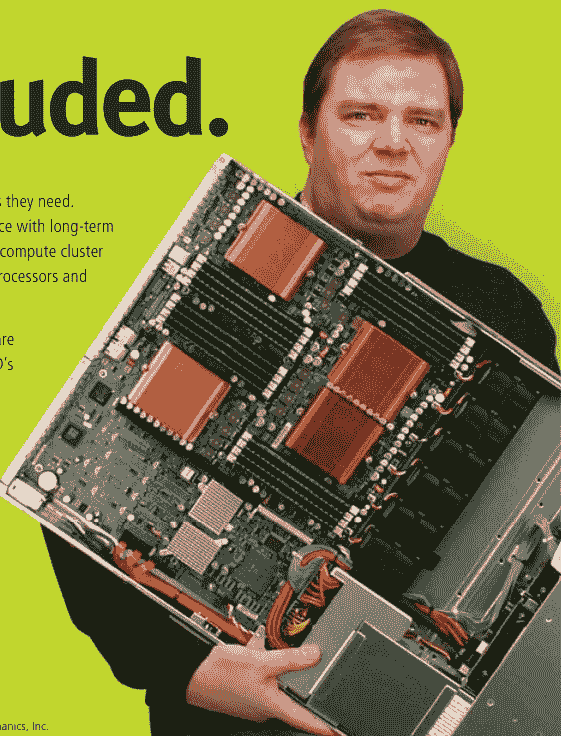 uded.
s they need.
ce with long-term
compute cluster
rocessors and
are
O's
anics, Inc.